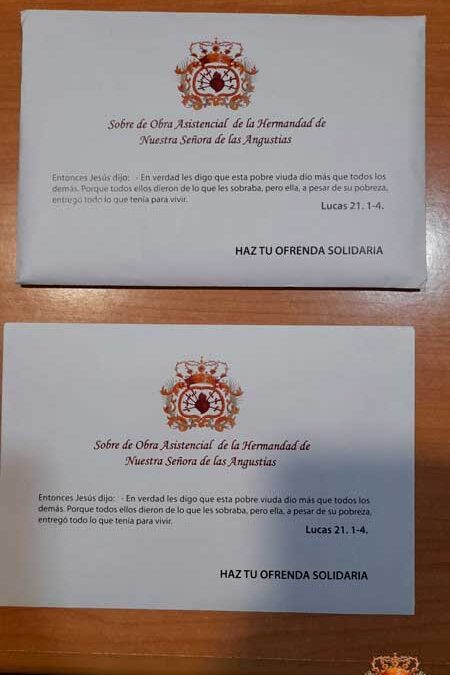 Sobre de Obra Asistencial de la Hermandad de
Nuestra Señora de las Angustias
Entonces Jesús dijo: - En verdad les digo que esta pobre viuda dio más que todos los
demás. Porque todos ellos dieron de lo que les sobraba, pero ella, a pesar de su pobreza,
entregó todo lo que tenía para vivir.
Lucas 21. 1-4.
HAZ TU OFRENDA SOLIDARIA
Sobre de Obra Asistencial de la Hermandad de
Nuestra Señora de las Angustias
Entonces Jesús dijo: - En verdad les digo que esta pobre viuda dio más que todos los
demás. Porque todos ellos dieron de lo que les sobraba, pero ella, a pesar de su pobreza,
entregó todo lo que tenía para vivir.
Lucas 21. 1-4.
HAZ TU OFRENDA SOLIDARIA